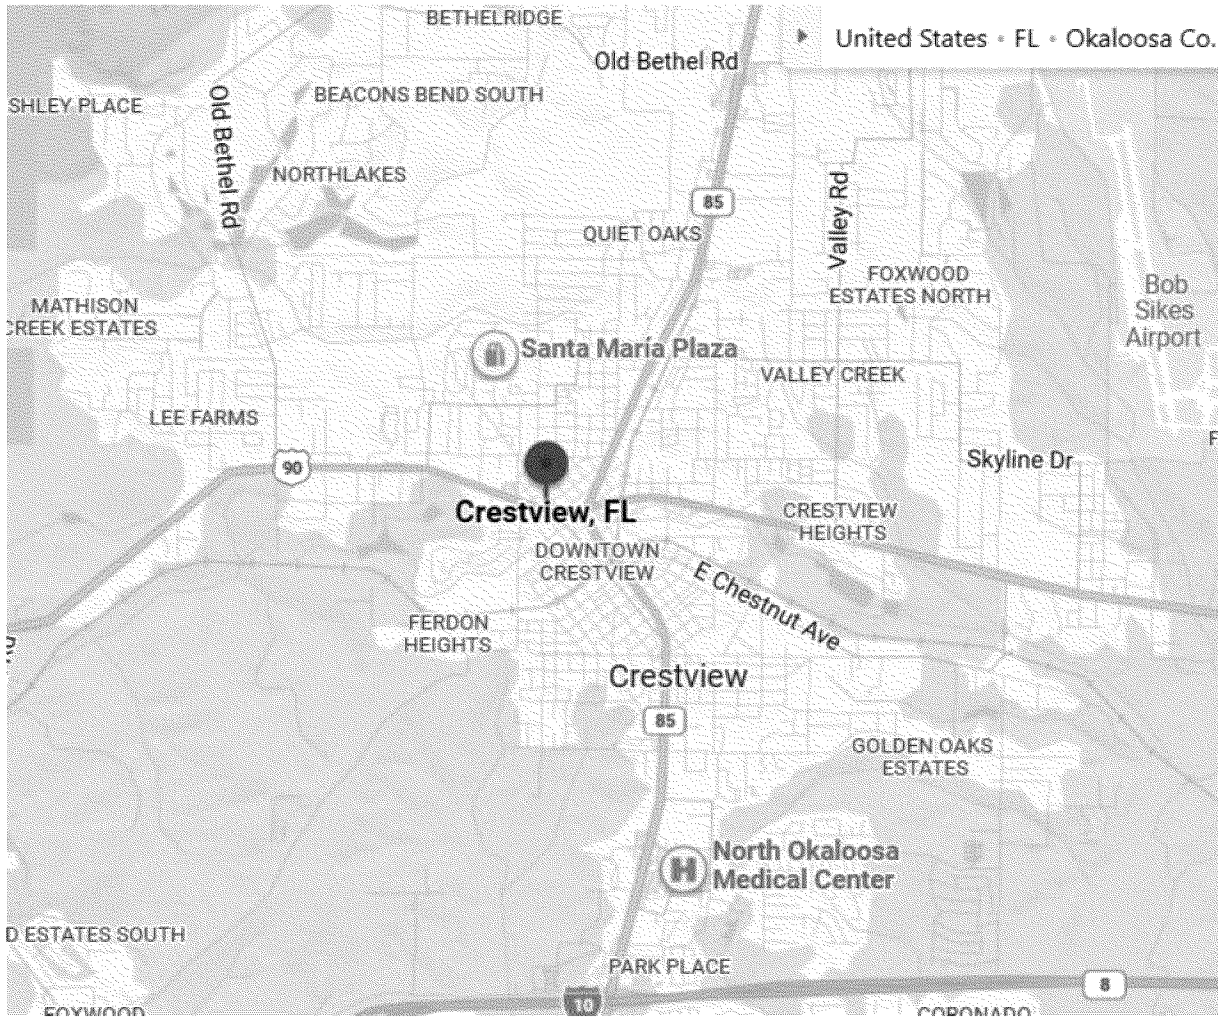 BETHELRIDGE
United States • FL • Okaloosa Co.
Old Bethel Rd
SHLEY PLACE
Old Bethel Rd
BEACONS BEND SOUTH
NORTHLAKES
Valley Rd
85
QUIET OAKS
FOXWOOD
ESTATES NORTH
Bob
Sikes
Airport
MATHISON
CREEK ESTATES
Santa María Plaza
VALLEY CREEK
LEE FARMS
F
90
Skyline Dr
Crestview, FL
CRESTVIEW
HEIGHTS
DOWNTOWN
CRESTVIEW
E Chestnut Ave
FERDON
HEIGHTS
Crestview
85
GOLDEN OAKS
ESTATES
H
North Okaloosa
Medical Center
D ESTATES SOUTH
PARK PLACE
8
10
FOXWOOD
CORONADO